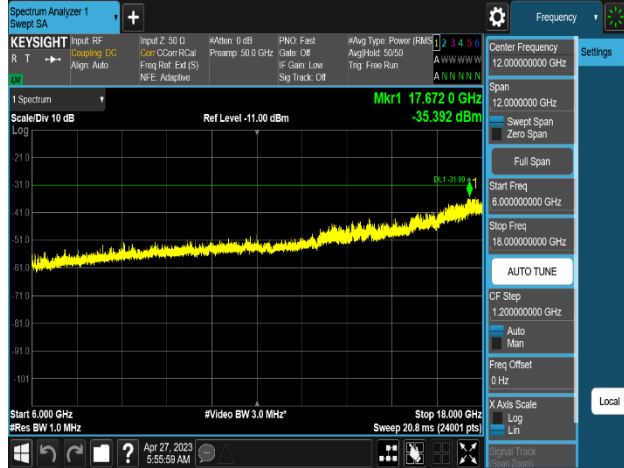 Spectrum Analyzer 1
Swept SA
Frequency
KEYSIGHT
R T
LXI
Input: RF
Coupling: DC
Align: Auto
Input Z: 50 Ω
Corr CCorr RCal
Freq Ref: Ext (S)
NFE: Adaptive
#Atten: 0 dB
Preamp: 50.0 GHz
PNO: Fast
Gate: Off
IF Gain: Low
Sig Track: Off
#Avg Type: Power (RMS
Avg|Hold: 50/50
Trig: Free Run
1 2 3 4 5 6
A W W W W W
A N N N N N
1 Spectrum
Scale/Div 10 dB
Log
Ref Level -11.00 dBm
Mkr1 17.672 0 GHz
-35.392 dBm
-21.0
-31.0
-41.0
-51.0
-61.0
-71.0
-81.0
-91.0
-101
DL1 -31.00
1
Start 6.000 GHz
#Res BW 1.0 MHz
#Video BW 3.0 MHz*
Stop 18.000 GHz
Sweep 20.8 ms (24001 pts)
Center Frequency
12.000000000 GHz
Span
12.0000000 GHz
Swept Span
Zero Span
Full Span
Start Freq
6.000000000 GHz
Stop Freq
18.000000000 GHz
AUTO TUNE
CF Step
1.200000000 GHz
Auto
Man
Freq Offset
0 Hz
X Axis Scale
Log
Lin
Signal Track
(Span Zoom)
Settings
Local
?
Apr 27, 2023
5:55:59 AM